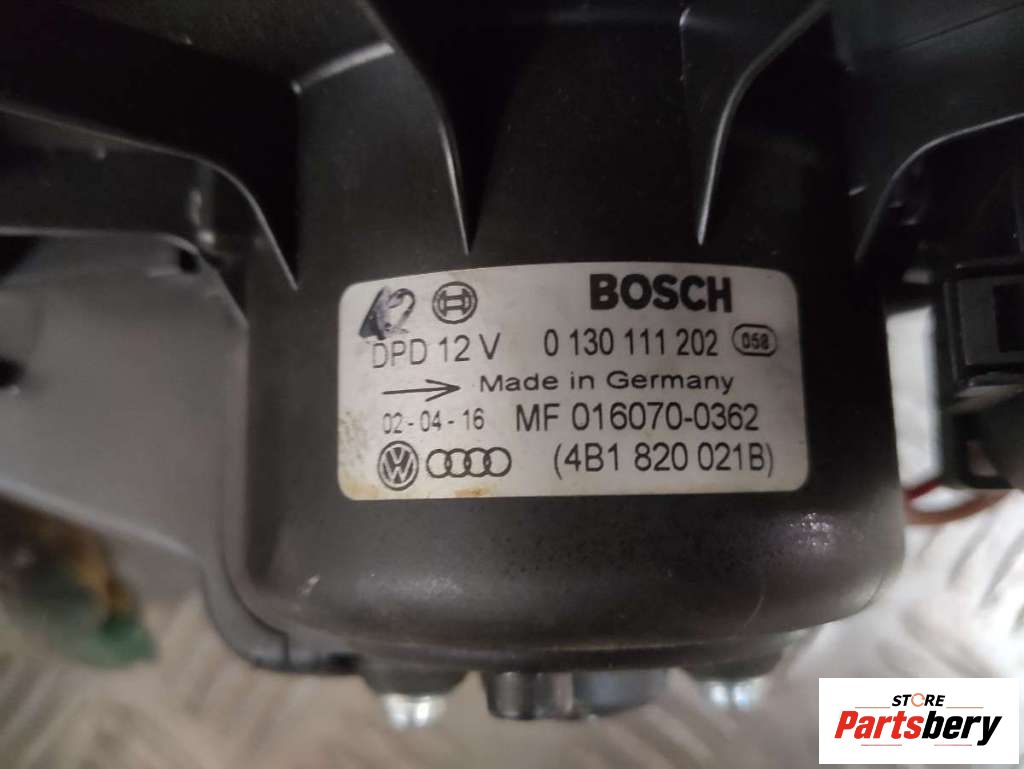 BOSCH
DPD 12 V 0 130 111 202 058
Made in Germany
02-04-16 MF 016070-0362
(4B1 820 021B)
STORE
Partsbery